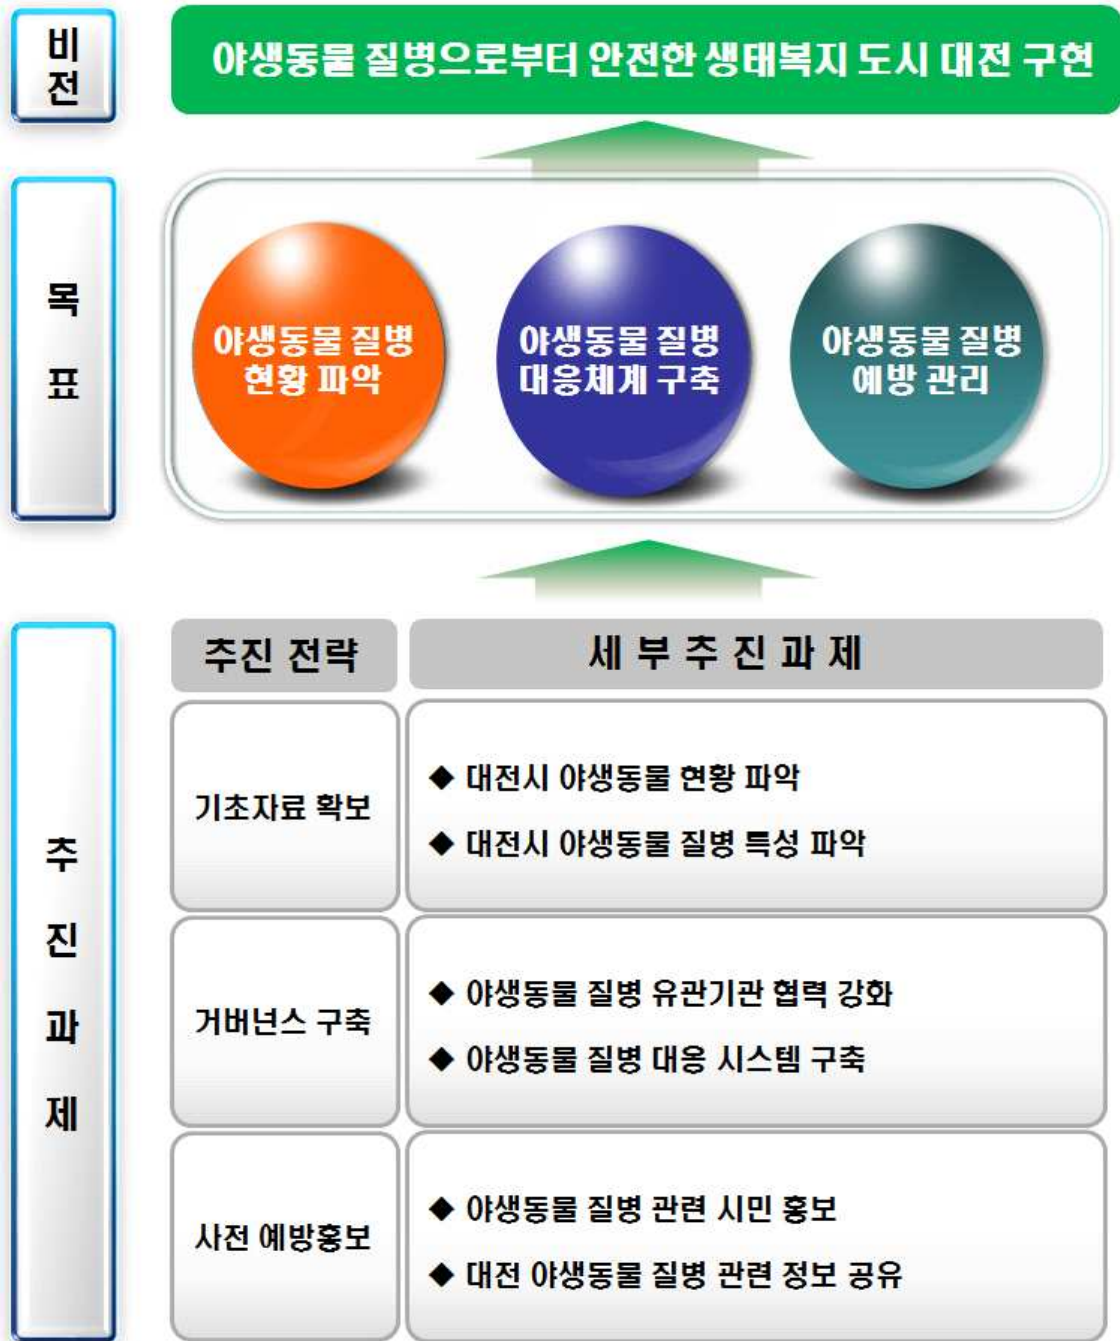 비전
야생동물 질병으로부터 안전한 생태복지 도시 대전 구현
목표
야생동물 질병
현황 파악
야생동물 질병
대응체계 구축
야생동물 질병
예방 관리
추진과제
추진 전략
세 부 추 진 과 제
기초자료 확보
◆ 대전시 야생동물 현황 파악
◆ 대전시 야생동물 질병 특성 파악
거버넌스 구축
◆ 야생동물 질병 유관기관 협력 강화
◆ 야생동물 질병 대응 시스템 구축
사전 예방홍보
◆ 야생동물 질병 관련 시민 홍보
◆ 대전 야생동물 질병 관련 정보 공유